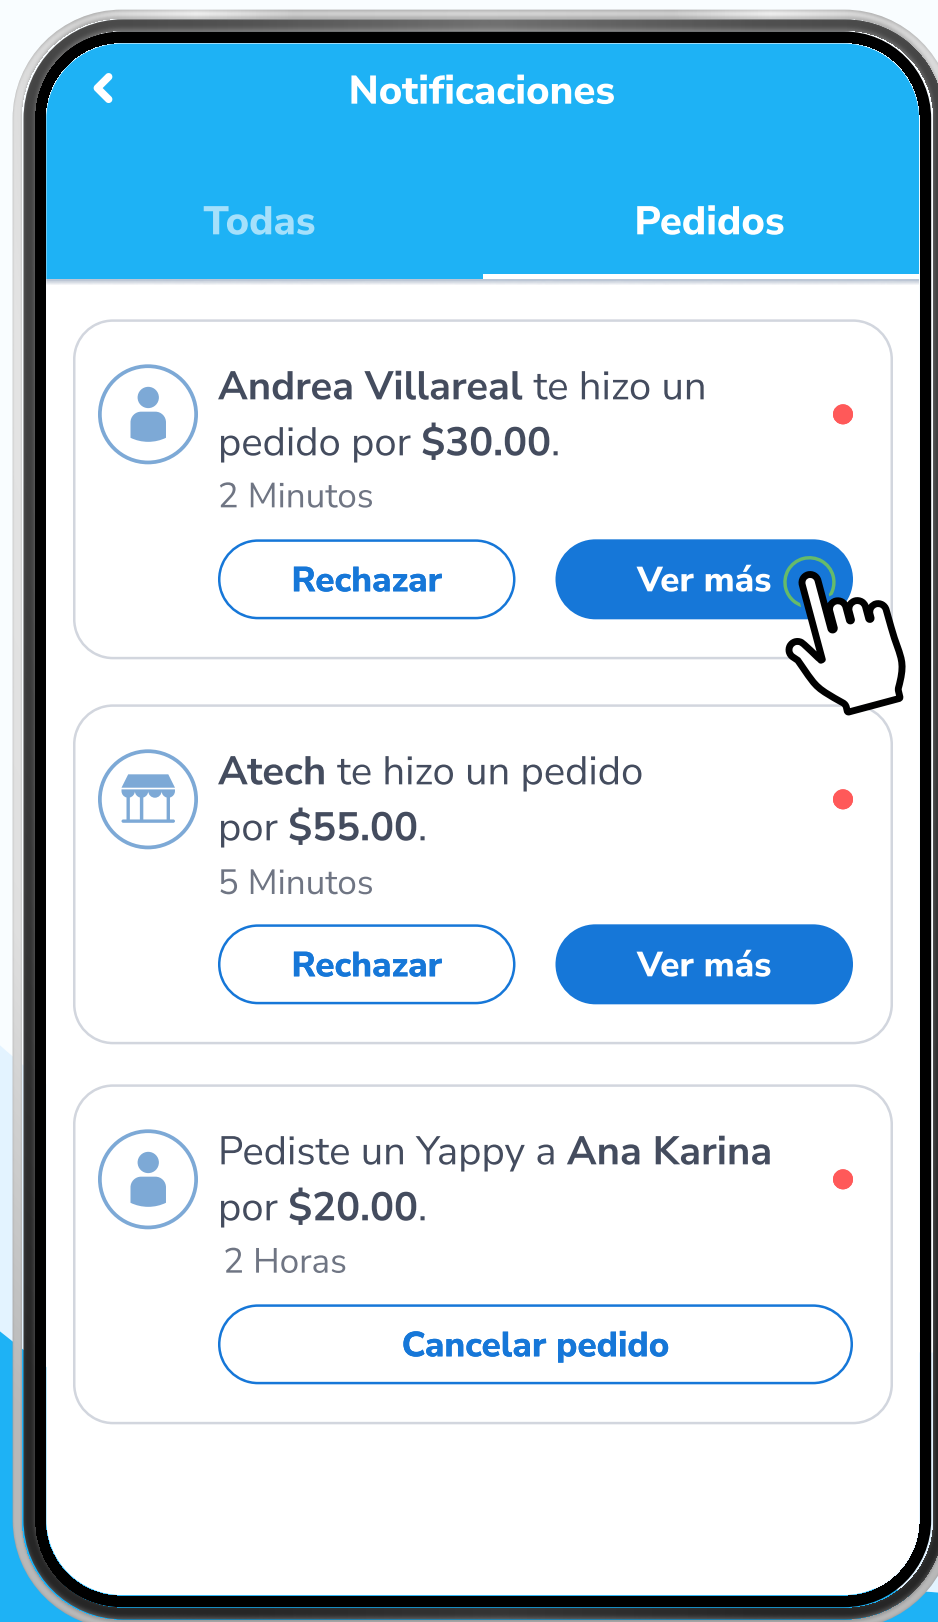 Notificaciones
Todas
Pedidos
Andrea Villareal te hizo un
pedido por $30.00.
2 Minutos
Rechazar
Ver más
Atech te hizo un pedido
por $55.00.
5 Minutos
Rechazar
Ver más
Pediste un Yappy a Ana Karina
por $20.00.
2 Horas
Cancelar pedido